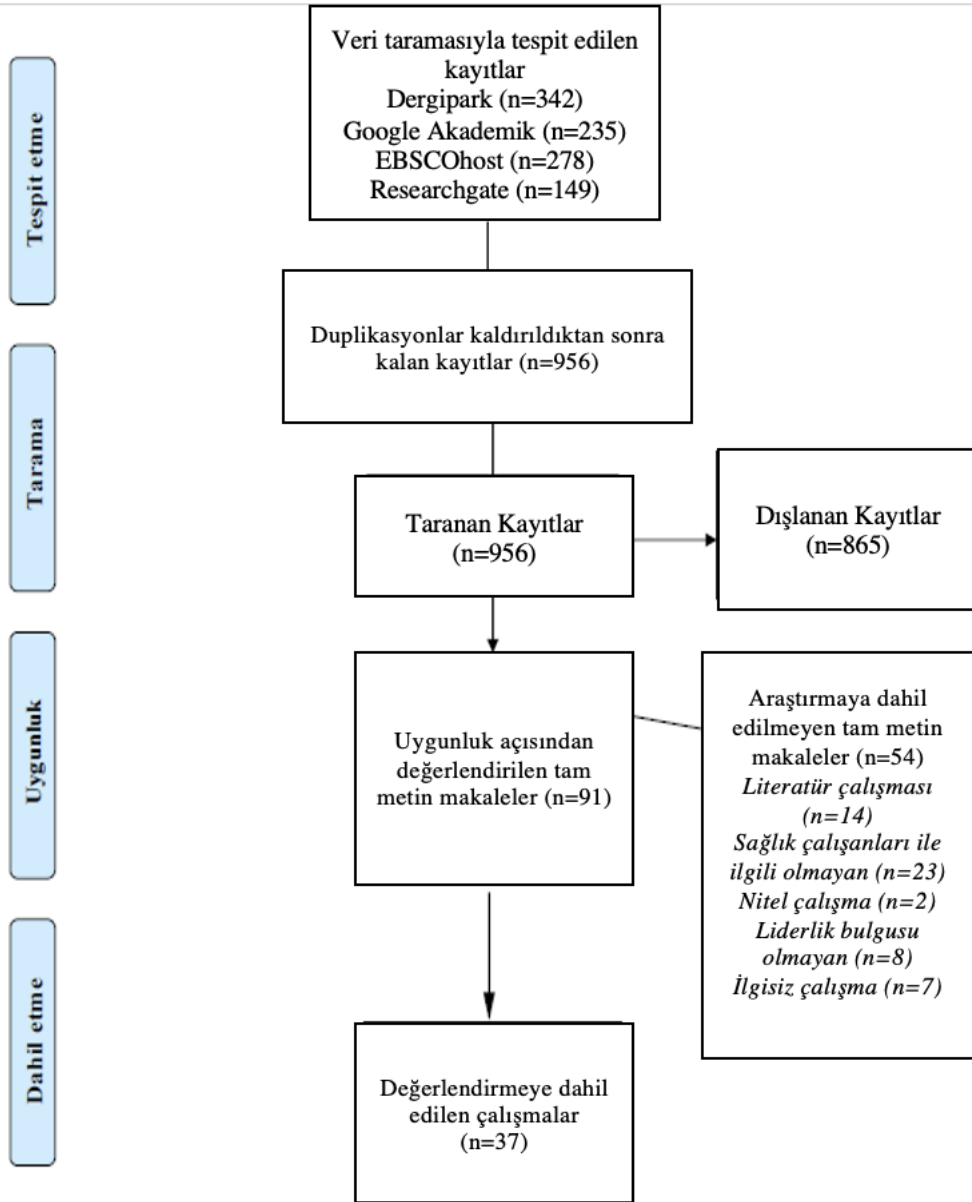 Tespit etme
Veri taramasıyla tespit edilen
kayıtlar
Dergipark (n=342)
Google Akademik (n=235)
EBSCOhost (n=278)
Researchgate (n=149)
Duplikasyonlar kaldırıldıktan sonra
kalan kayıtlar (n=956)
Tarama
Taranan Kayıtlar
(n=956)
Dışlanan Kayıtlar
(n=865)
Uygunluk
Uygunluk açısından
değerlendirilen tam
metin makaleler (n=91)
Araştırmaya dahil
edilmeyen tam metin
makaleler (n=54)
Literatür çalışması
(n=14)
Sağlık çalışanları ile
ilgili olmayan (n=23)
Nitel çalışma (n=2)
Liderlik bulgusu
olmayan (n=8)
İlgisiz çalışma (n=7)
Dahil etme
Değerlendirmeye dahil
edilen çalışmalar
(n=37)